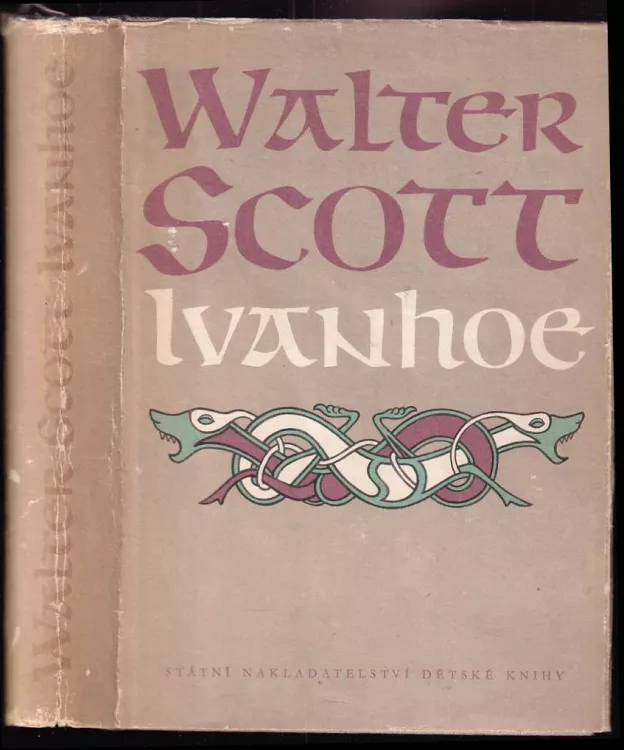 Walter
Scott
Ivanhoe
STÁTNÍ NAKLADATELSTVÍ DĚTSKÉ KNIHY
Walter Scott Ivanhoe